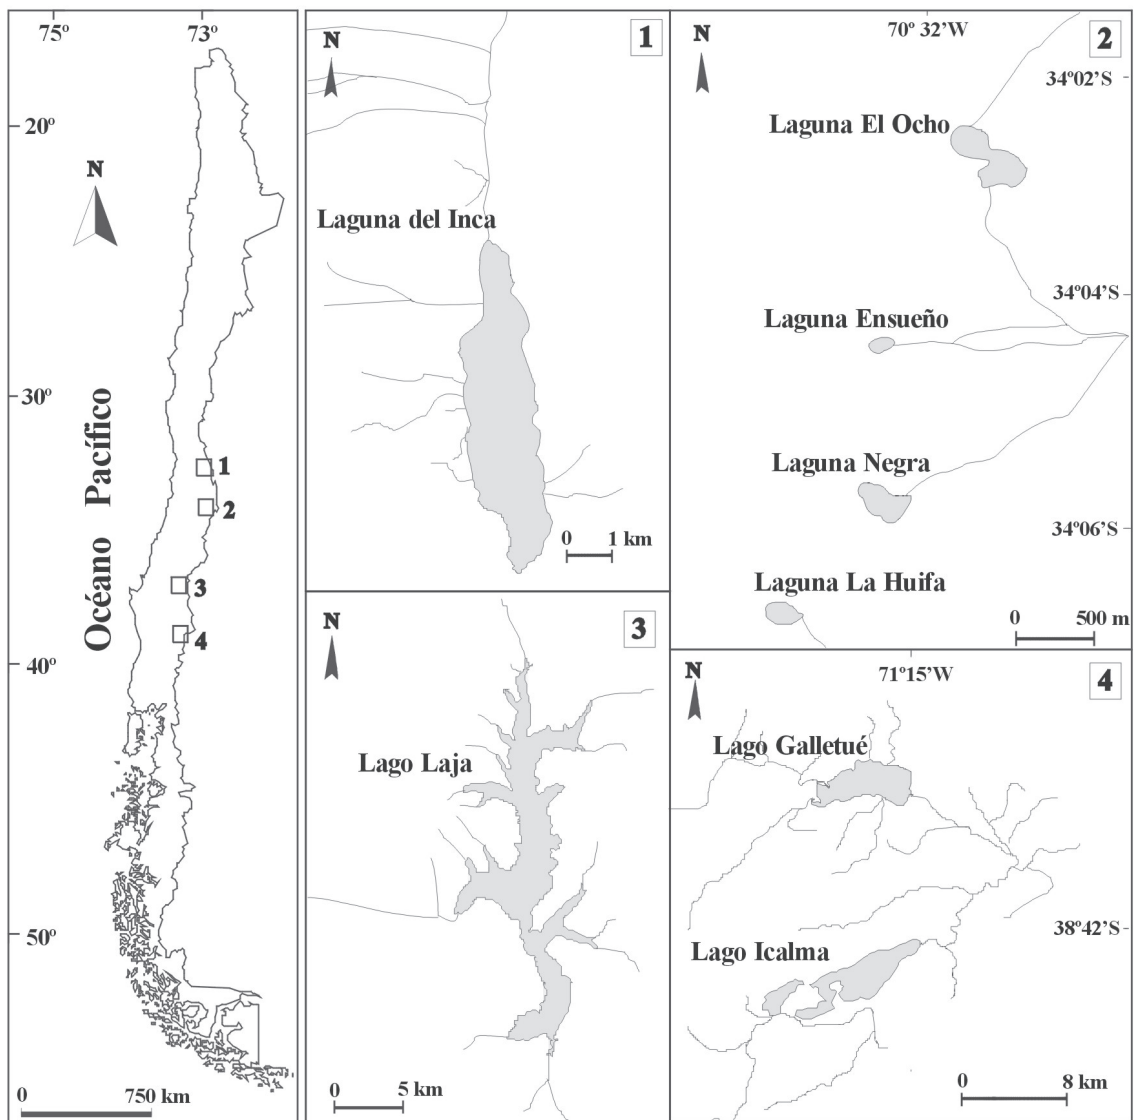 75º
73º
N
20º
30º
40º
50º
Océano Pacífico
1
2
3
4
0
750 km
N
1
Laguna del Inca
0
1 km
70º 32’W
N
2
34º02’S
Laguna El Ocho
34º04’S
Laguna Ensueño
Laguna Negra
34º06’S
Laguna La Huifa
0
500 m
N
3
Lago Laja
0
5 km
71º15’W
N
4
Lago Galletué
38º42’S
Lago Icalma
0
8 km